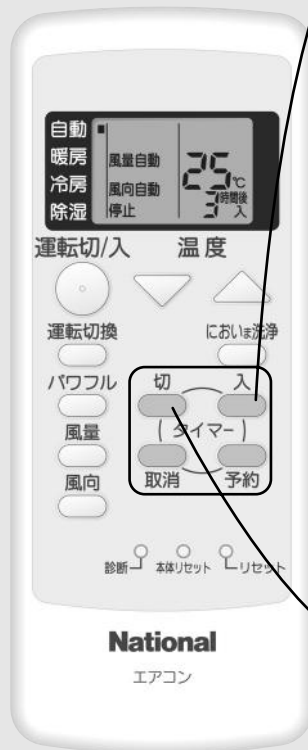 自動
暖房
冷房
除湿
風量自動
風向自動
停止
25℃
3時間後
入
運転切/入 温度
運転切換 においま洗浄
パワフル 切 入
風量 (タイマー)
風向 取消 予約
診断 本体リセット リセット
National
エアコン